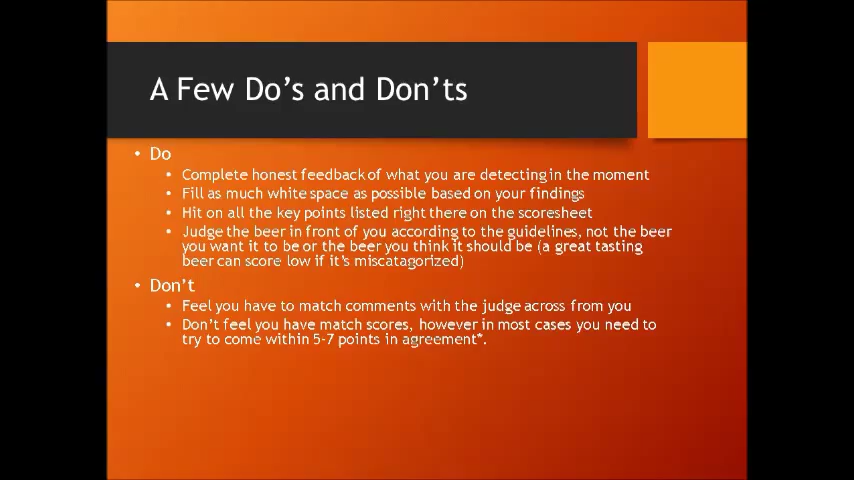 A Few Do's and Don'ts
• Do
• Complete honest feedback of what you are detecting in the moment
• Fill as much white space as possible based on your findings
• Hit on all the key points listed right there on the scoresheet
• Judge the beer in front of you according to the guidelines, not the beer
you want it to be or the beer you think it should be (a great tasting
beer can score low if it's miscatagorized)
• Don't
• Feel you have to match comments with the judge across from you
• Don't feel you have match scores, however in most cases you need to
try to come within 5-7 points in agreement*.